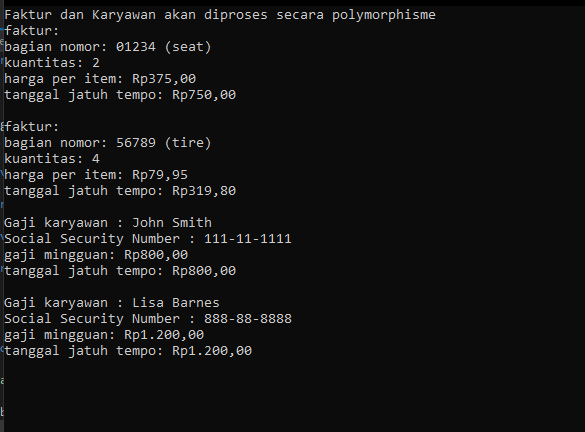 Faktur dan Karyawan akan diproses secara polymorphisme
faktur:
bagian nomor: 01234 (seat)
kuantitas: 2
harga per item: Rp375,00
tanggal jatuh tempo: Rp750,00
faktur:
bagian nomor: 56789 (tire)
kuantitas: 4
harga per item: Rp79,95
tanggal jatuh tempo: Rp319,80
Gaji karyawan : John Smith
Social Security Number : 111-11-1111
gaji mingguan: Rp800,00
tanggal jatuh tempo: Rp800,00
Gaji karyawan : Lisa Barnes
Social Security Number : 888-88-8888
gaji mingguan: Rp1.200,00
tanggal jatuh tempo: Rp1.200,00